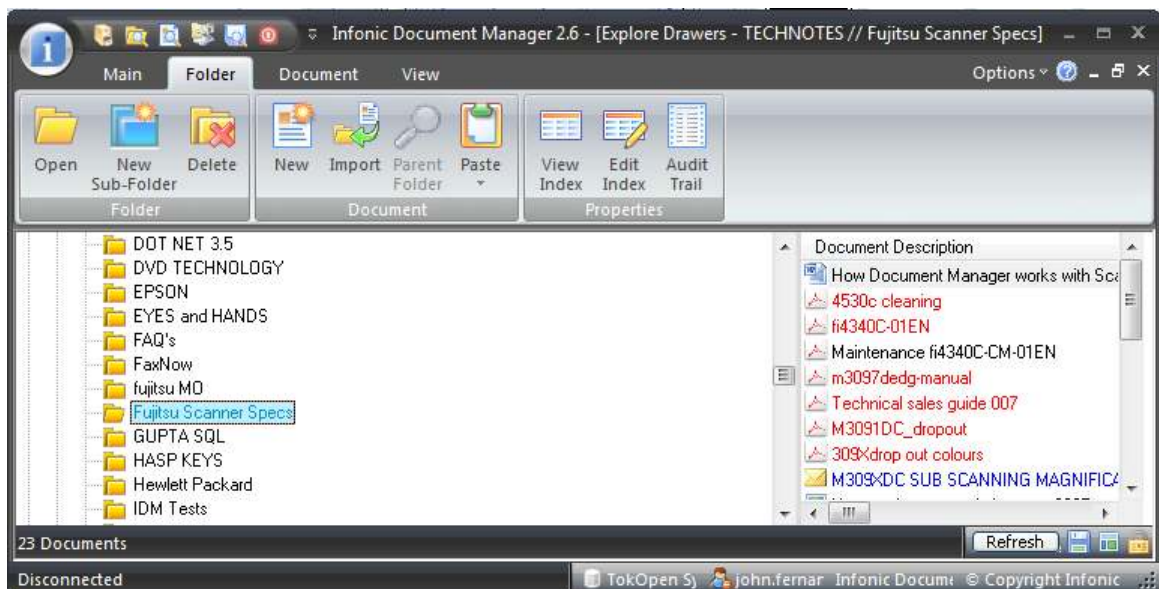 Infonic Document Manager 2.6 - [Explore Drawers - TECHNOTES // Fujitsu Scanner Specs]
Main Folder Document View Options
Open New Sub-Folder Delete New Import Parent Folder Paste View Index Edit Index Audit Trail
Folder Document Properties
DOT NET 3.5
DVD TECHNOLOGY
EPSON
EYES and HANDS
FAQ's
FaxNow
fujitsu MO
Fujitsu Scanner Specs
GUPTA SQL
HASP KEYS
Hewlett Packard
IDM Tests
Document Description
How Document Manager works with Sca
4530c cleaning
fi4340C-01EN
Maintenance fi4340C-CM-01EN
m3097dedg-manual
Technical sales guide 007
M3091DC_dropout
309Xdrop out colours
M309XDC SUB SCANNING MAGNIFICA
23 Documents Refresh
Disconnected TokOpen Sy john.fernar Infonic Docume © Copyright Infonic